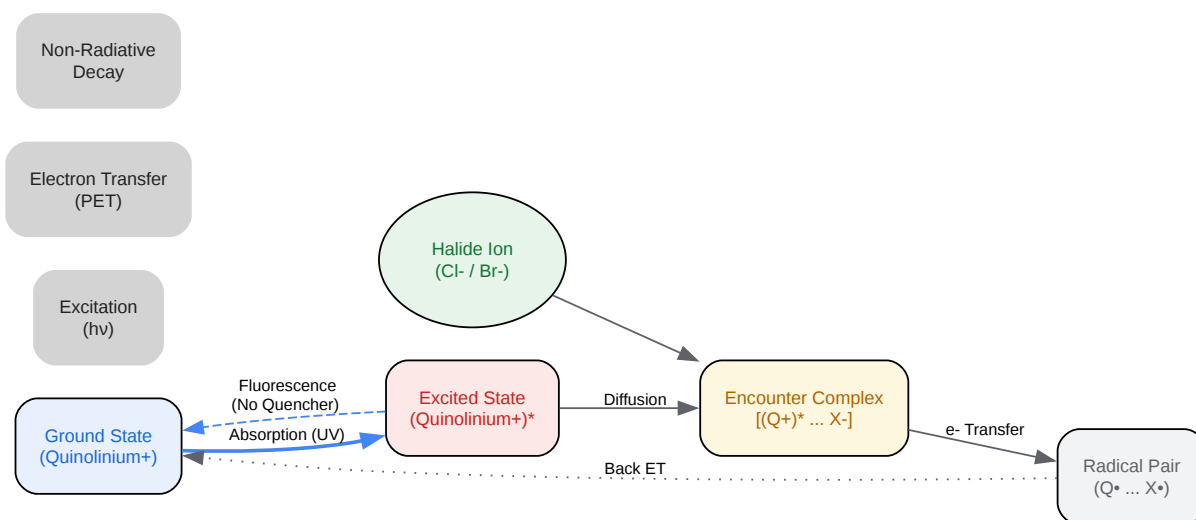 Non-Radiative
Decay
Electron Transfer
(PET)
Excitation
(hν)
Halide Ion
(Cl- / Br-)
Fluorescence
(No Quencher)
Absorption (UV)
Ground State
(Quinolinium+)
Excited State
(Quinolinium+)*
Diffusion
Encounter Complex
[(Q+)* ... X-]
e- Transfer
Back ET
Radical Pair
(Q• ... X•)